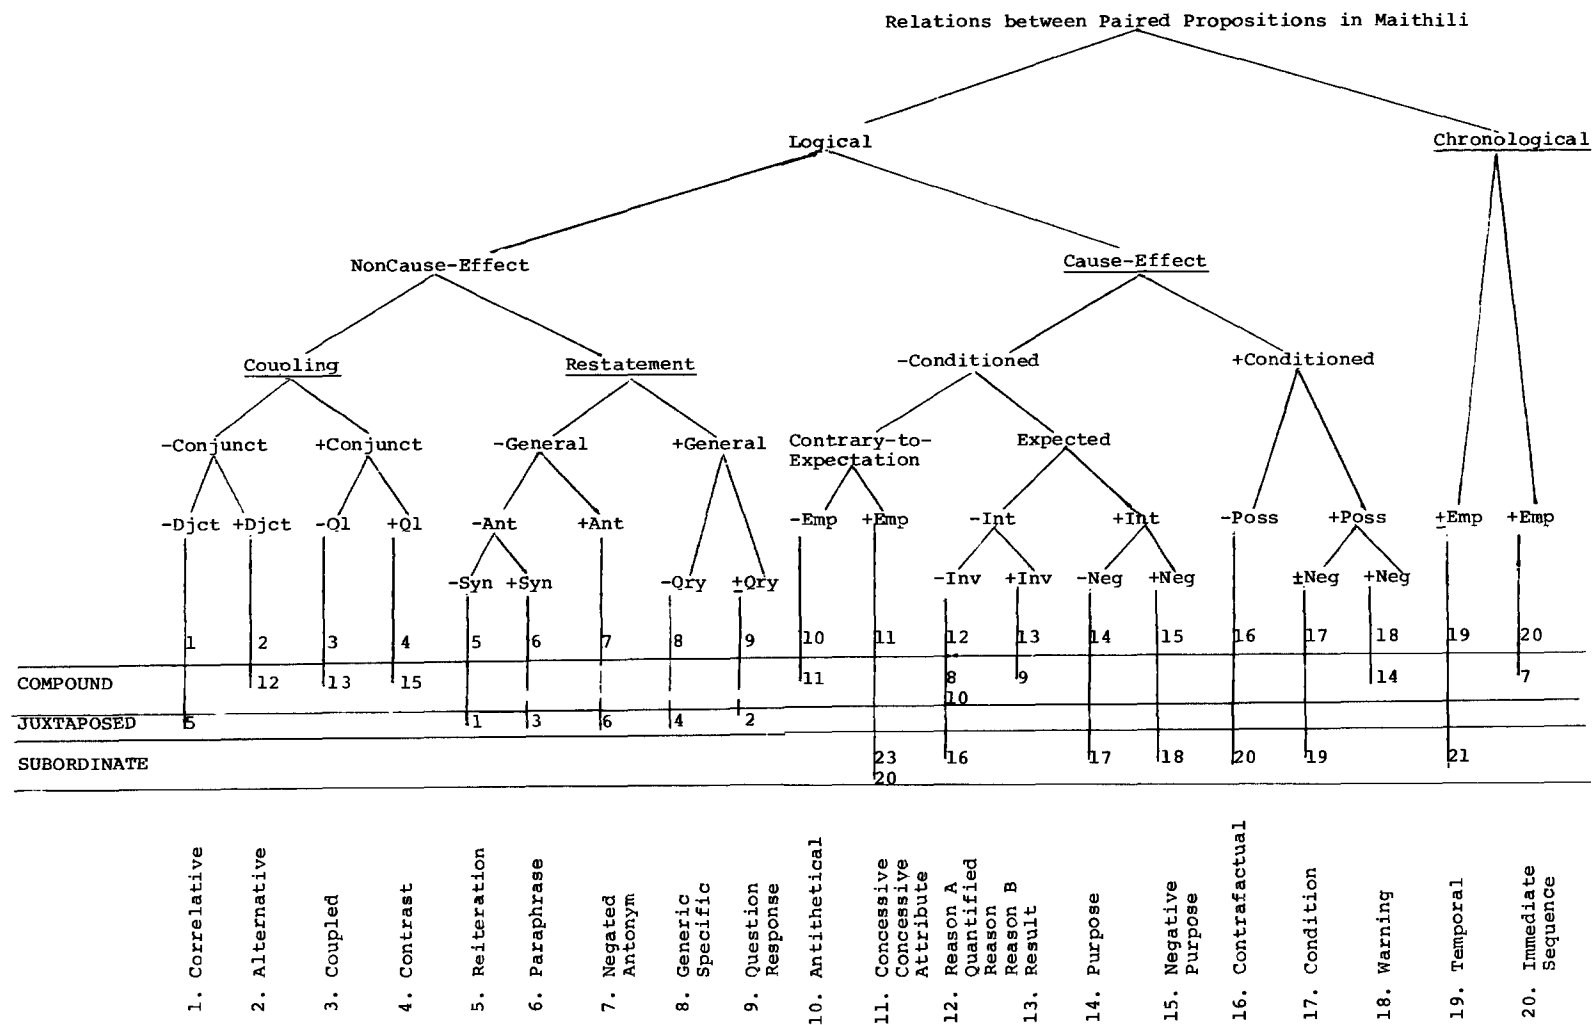 Relations between Paired Propositions in Maithili
Logical
Chronological
NonCause-Effect
Cause-Effect
Coupling
Restatement
-Conditioned
+Conditioned
-Conjunct
+Conjunct
-General
+General
Contrary-to-
Expectation
Expected
-Djct
+Djct
-Ql
+Ql
-Ant
+Ant
-Emp
+Emp
-Int
+Int
-Poss
+Poss
±Emp
+Emp
-Syn
+Syn
-Qry
±Qry
-Inv
+Inv
-Neg
+Neg
±Neg
+Neg
1 2 3 4 5 6 7 8 9 10 11 12 13 14 15 16 17 18 19 20
COMPOUND 12 13 15 11 8 9 14 7
10
JUXTAPOSED 5 1 3 6 4 2
SUBORDINATE 23 16 17 18 20 19 21
20
1. Correlative
2. Alternative
3. Coupled
4. Contrast
5. Reiteration
6. Paraphrase
7. Negated
Antonym
8. Generic
Specific
9. Question
Response
10. Antithetical
11. Concessive
Concessive
Attribute
12. Reason A
Quantified
Reason
Reason B
13. Result
14. Purpose
15. Negative
Purpose
16. Contrafactual
17. Condition
18. Warning
19. Temporal
20. Immediate
Sequence